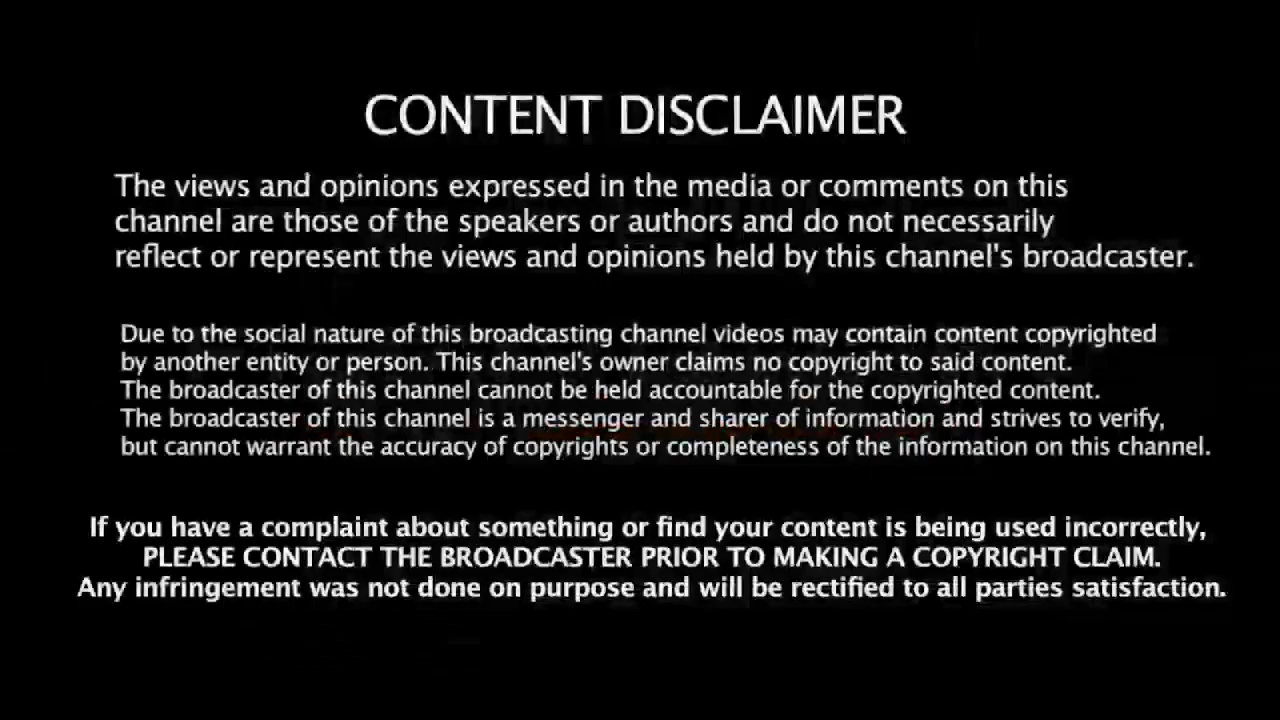 CONTENT DISCLAIMER
The views and opinions expressed in the media or comments on this
channel are those of the speakers or authors and do not necessarily
reflect or represent the views and opinions held by this channel's broadcaster.
Due to the social nature of this broadcasting channel videos may contain content copyrighted
by another entity or person. This channel's owner claims no copyright to said content.
The broadcaster of this channel cannot be held accountable for the copyrighted content.
The broadcaster of this channel is a messenger and sharer of information and strives to verify,
but cannot warrant the accuracy of copyrights or completeness of the information on this channel.
If you have a complaint about something or find your content is being used incorrectly,
PLEASE CONTACT THE BROADCASTER PRIOR TO MAKING A COPYRIGHT CLAIM.
Any infringement was not done on purpose and will be rectified to all parties satisfaction.